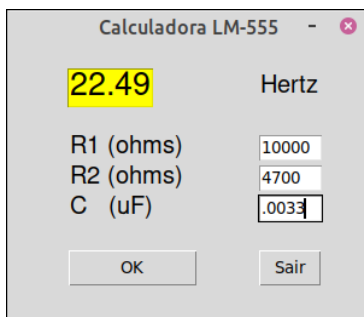 Calculadora LM-555
22.49 Hertz
R1 (ohms) 10000
R2 (ohms) 4700
C (uF) .0033
OK Sair